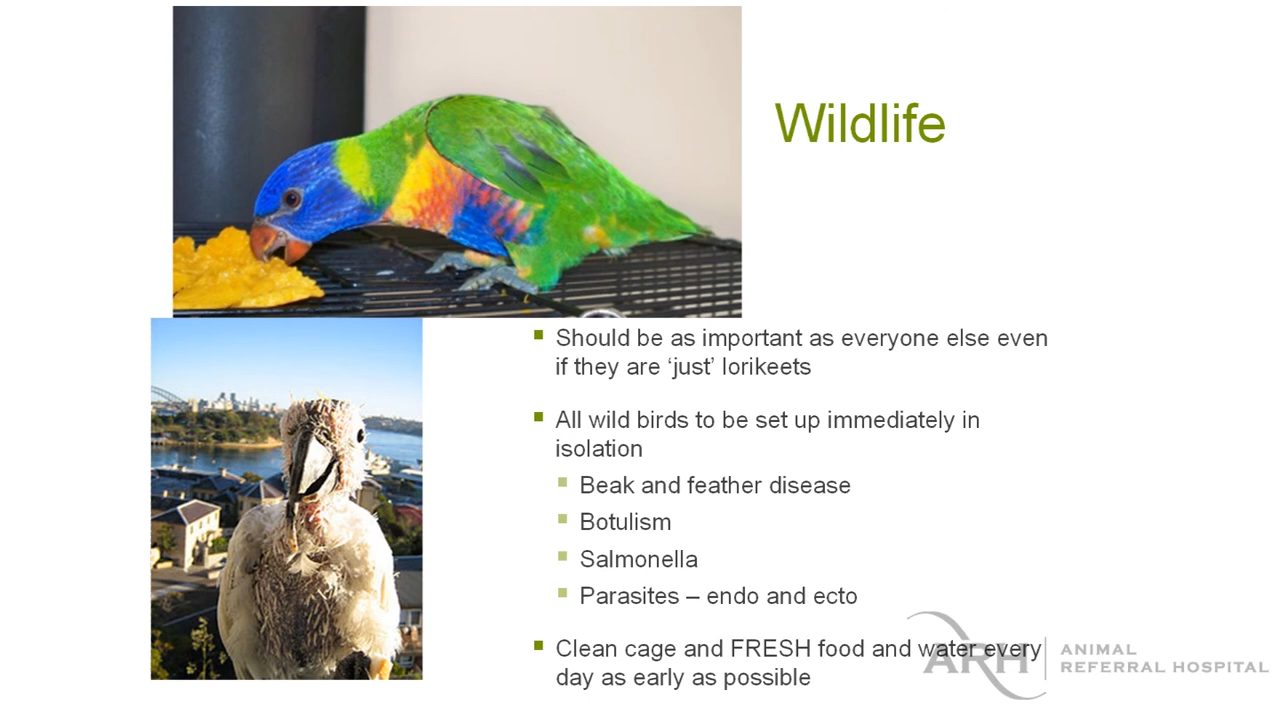 Wildlife
Should be as important as everyone else even
if they are ‘just’ lorikeets
All wild birds to be set up immediately in
isolation
Beak and feather disease
Botulism
Salmonella
Parasites – endo and ecto
Clean cage and FRESH food and water every
day as early as possible
ARH
ANIMAL
REFERRAL HOSPITAL